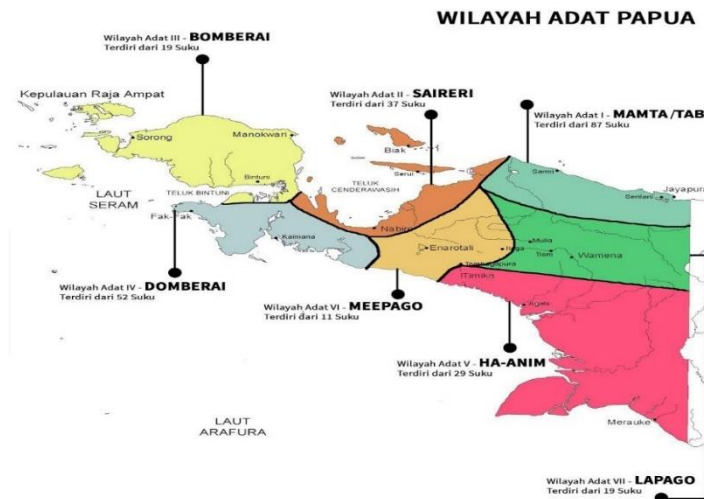 WILAYAH ADAT PAPUA
Wilayah Adat III - BOMBERAI
Terdiri dari 19 Suku
Wilayah Adat II - SAIRERI
Terdiri dari 37 Suku
Wilayah Adat I - MAMTA/TAB
Terdiri dari 87 Suku
Kepulauan Raja Ampat
Sorong
Manokwari
Biak
Serui
Sarmi
Jayapura
Sentani
Bintuni
TELUK BINTUNI
TELUK
CENDERAWASIH
LAUT
SERAM
Fak-Fak
Kaimana
Nabire
Enarotali
Ilaga
Mulia
Tiom
Wamena
Tembagapura
Timika
Wilayah Adat IV - DOMBERAI
Terdiri dari 52 Suku
Wilayah Adat VI - MEEPAGO
Terdiri dari 11 Suku
Agats
Wilayah Adat V - HA-ANIM
Terdiri dari 29 Suku
LAUT
ARAFURA
Merauke
Wilayah Adat VII - LAPAGO
Terdiri dari 19 Suku